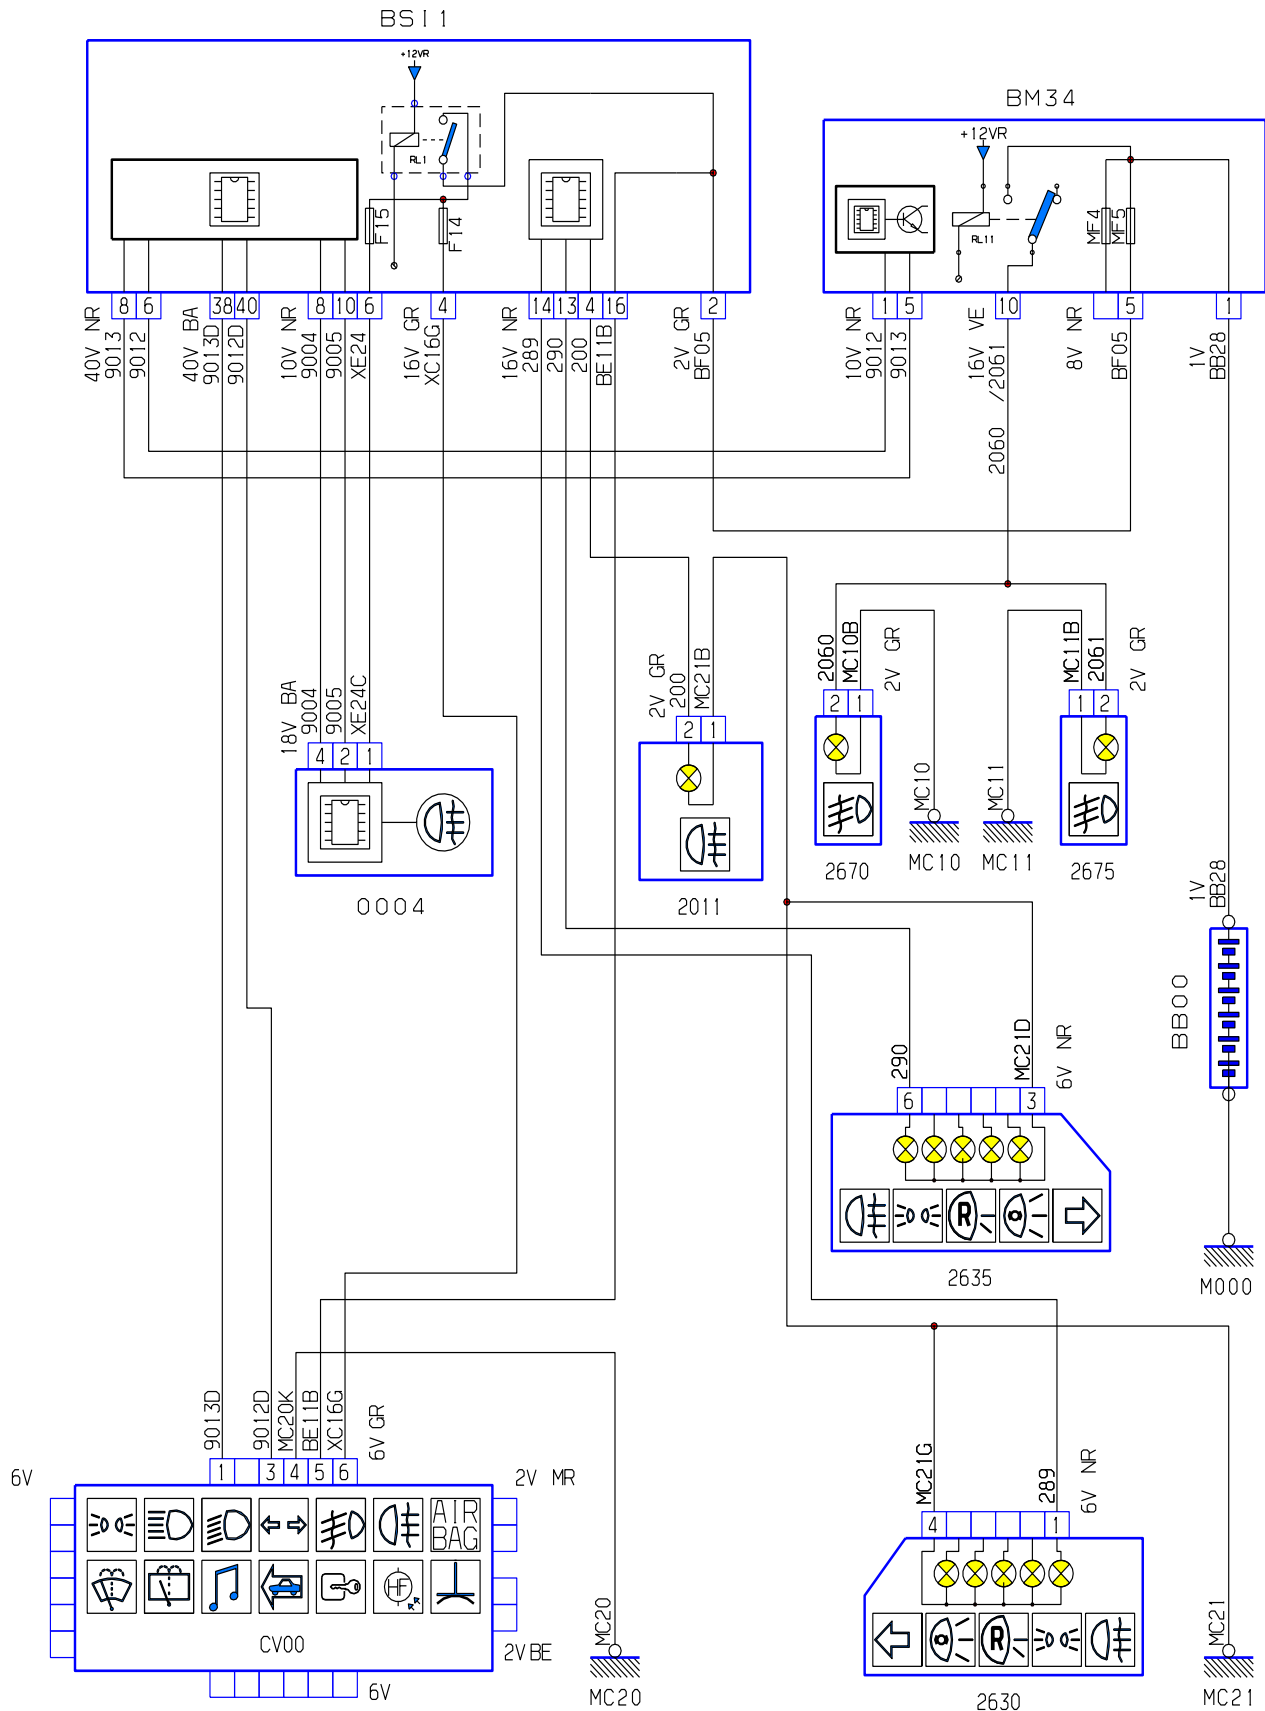 BSI1
+12VR
RL1
F15
F14
BM34
+12VR
RL11
MF4
MF5
8 6 38 40 8 10 6 4 14 13 4 16 2
1 5 10 5 1
40V NR
9013
9012
40V BA
9013D
9012D
10V NR
9004
9005
XE24
16V GR
XC16G
16V NR
289
290
200
BE11B
2V GR
BF05
10V NR
9012
9013
16V VE
/2061
2060
8V NR
BF05
1V
BB28
18V BA
9004
9005
XE24C
4 2 1
0004
2V GR
200
MC21B
2 1
2011
2060
MC10B
2V GR
2 1
2670
MC10
MC10
MC11
MC11
MC11B
2061
2V GR
1 2
2675
1V
BB28
BB00
M000
290
MC21D
6V NR
6 3
R
2635
9013D
9012D
MC20K
BE11B
XC16G
6V GR
1 3 4 5 6
6V
2V MR
AIR
BAG
HF
CV00
2V BE
6V
MC20
MC20
MC21G
289
6V NR
4 1
R
2630
MC21
MC21